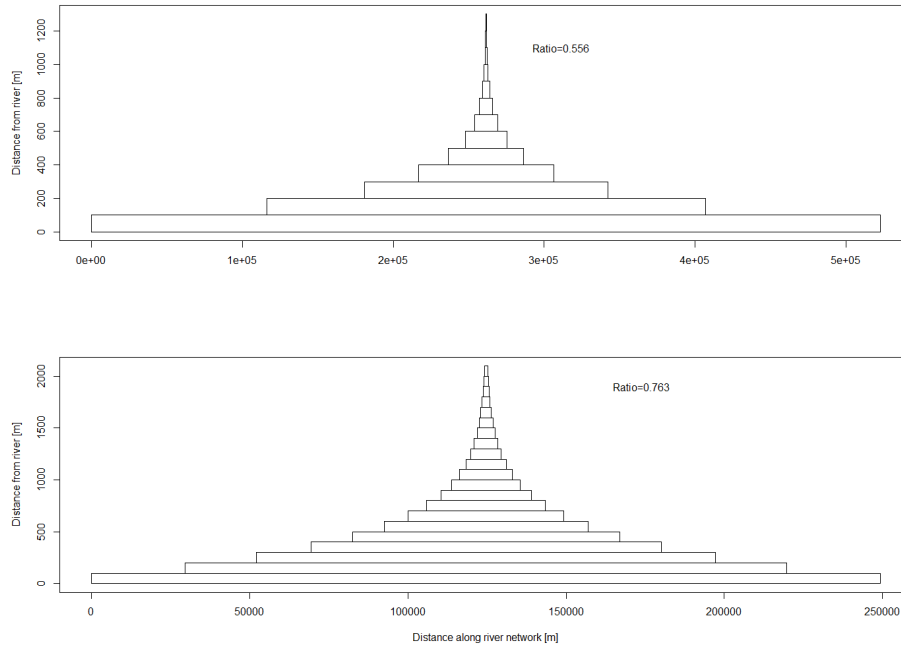 Distance from river [m]
1200
1000
800
600
400
200
0
Ratio=0.556
0e+00 1e+05 2e+05 3e+05 4e+05 5e+05
Distance from river [m]
2000
1500
1000
500
0
Ratio=0.763
0 50000 100000 150000 200000 250000
Distance along river network [m]